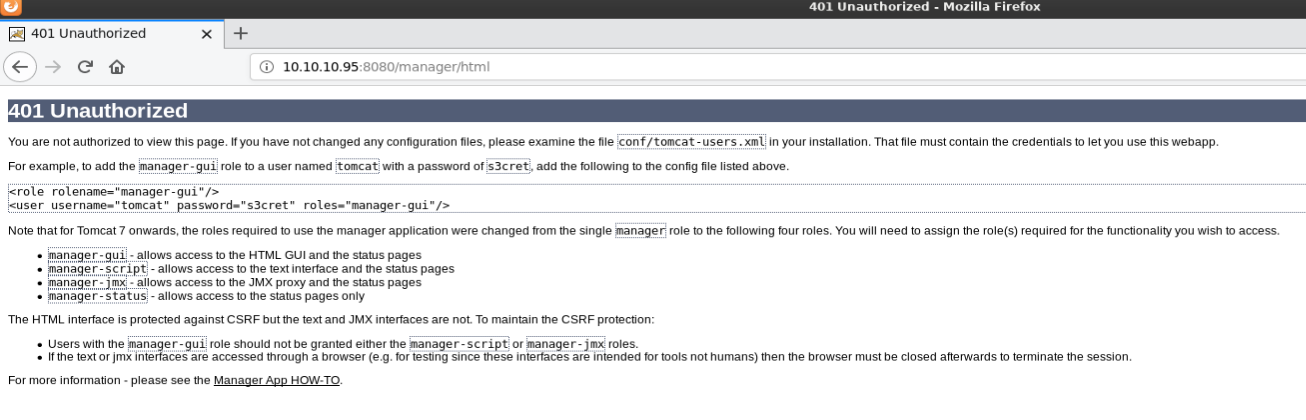 401 Unauthorized - Mozilla Firefox
401 Unauthorized
10.10.10.95:8080/manager/html
401 Unauthorized
You are not authorized to view this page. If you have not changed any configuration files, please examine the file conf/tomcat-users.xml in your installation. That file must contain the credentials to let you use this webapp.
For example, to add the manager-gui role to a user named tomcat with a password of s3cret, add the following to the config file listed above.
<role rolename="manager-gui"/>
<user username="tomcat" password="s3cret" roles="manager-gui"/>
Note that for Tomcat 7 onwards, the roles required to use the manager application were changed from the single manager role to the following four roles. You will need to assign the role(s) required for the functionality you wish to access.
manager-gui - allows access to the HTML GUI and the status pages
manager-script - allows access to the text interface and the status pages
manager-jmx - allows access to the JMX proxy and the status pages
manager-status - allows access to the status pages only
The HTML interface is protected against CSRF but the text and JMX interfaces are not. To maintain the CSRF protection:
Users with the manager-gui role should not be granted either the manager-script or manager-jmx roles.
If the text or jmx interfaces are accessed through a browser (e.g. for testing since these interfaces are intended for tools not humans) then the browser must be closed afterwards to terminate the session.
For more information - please see the Manager App HOW-TO.